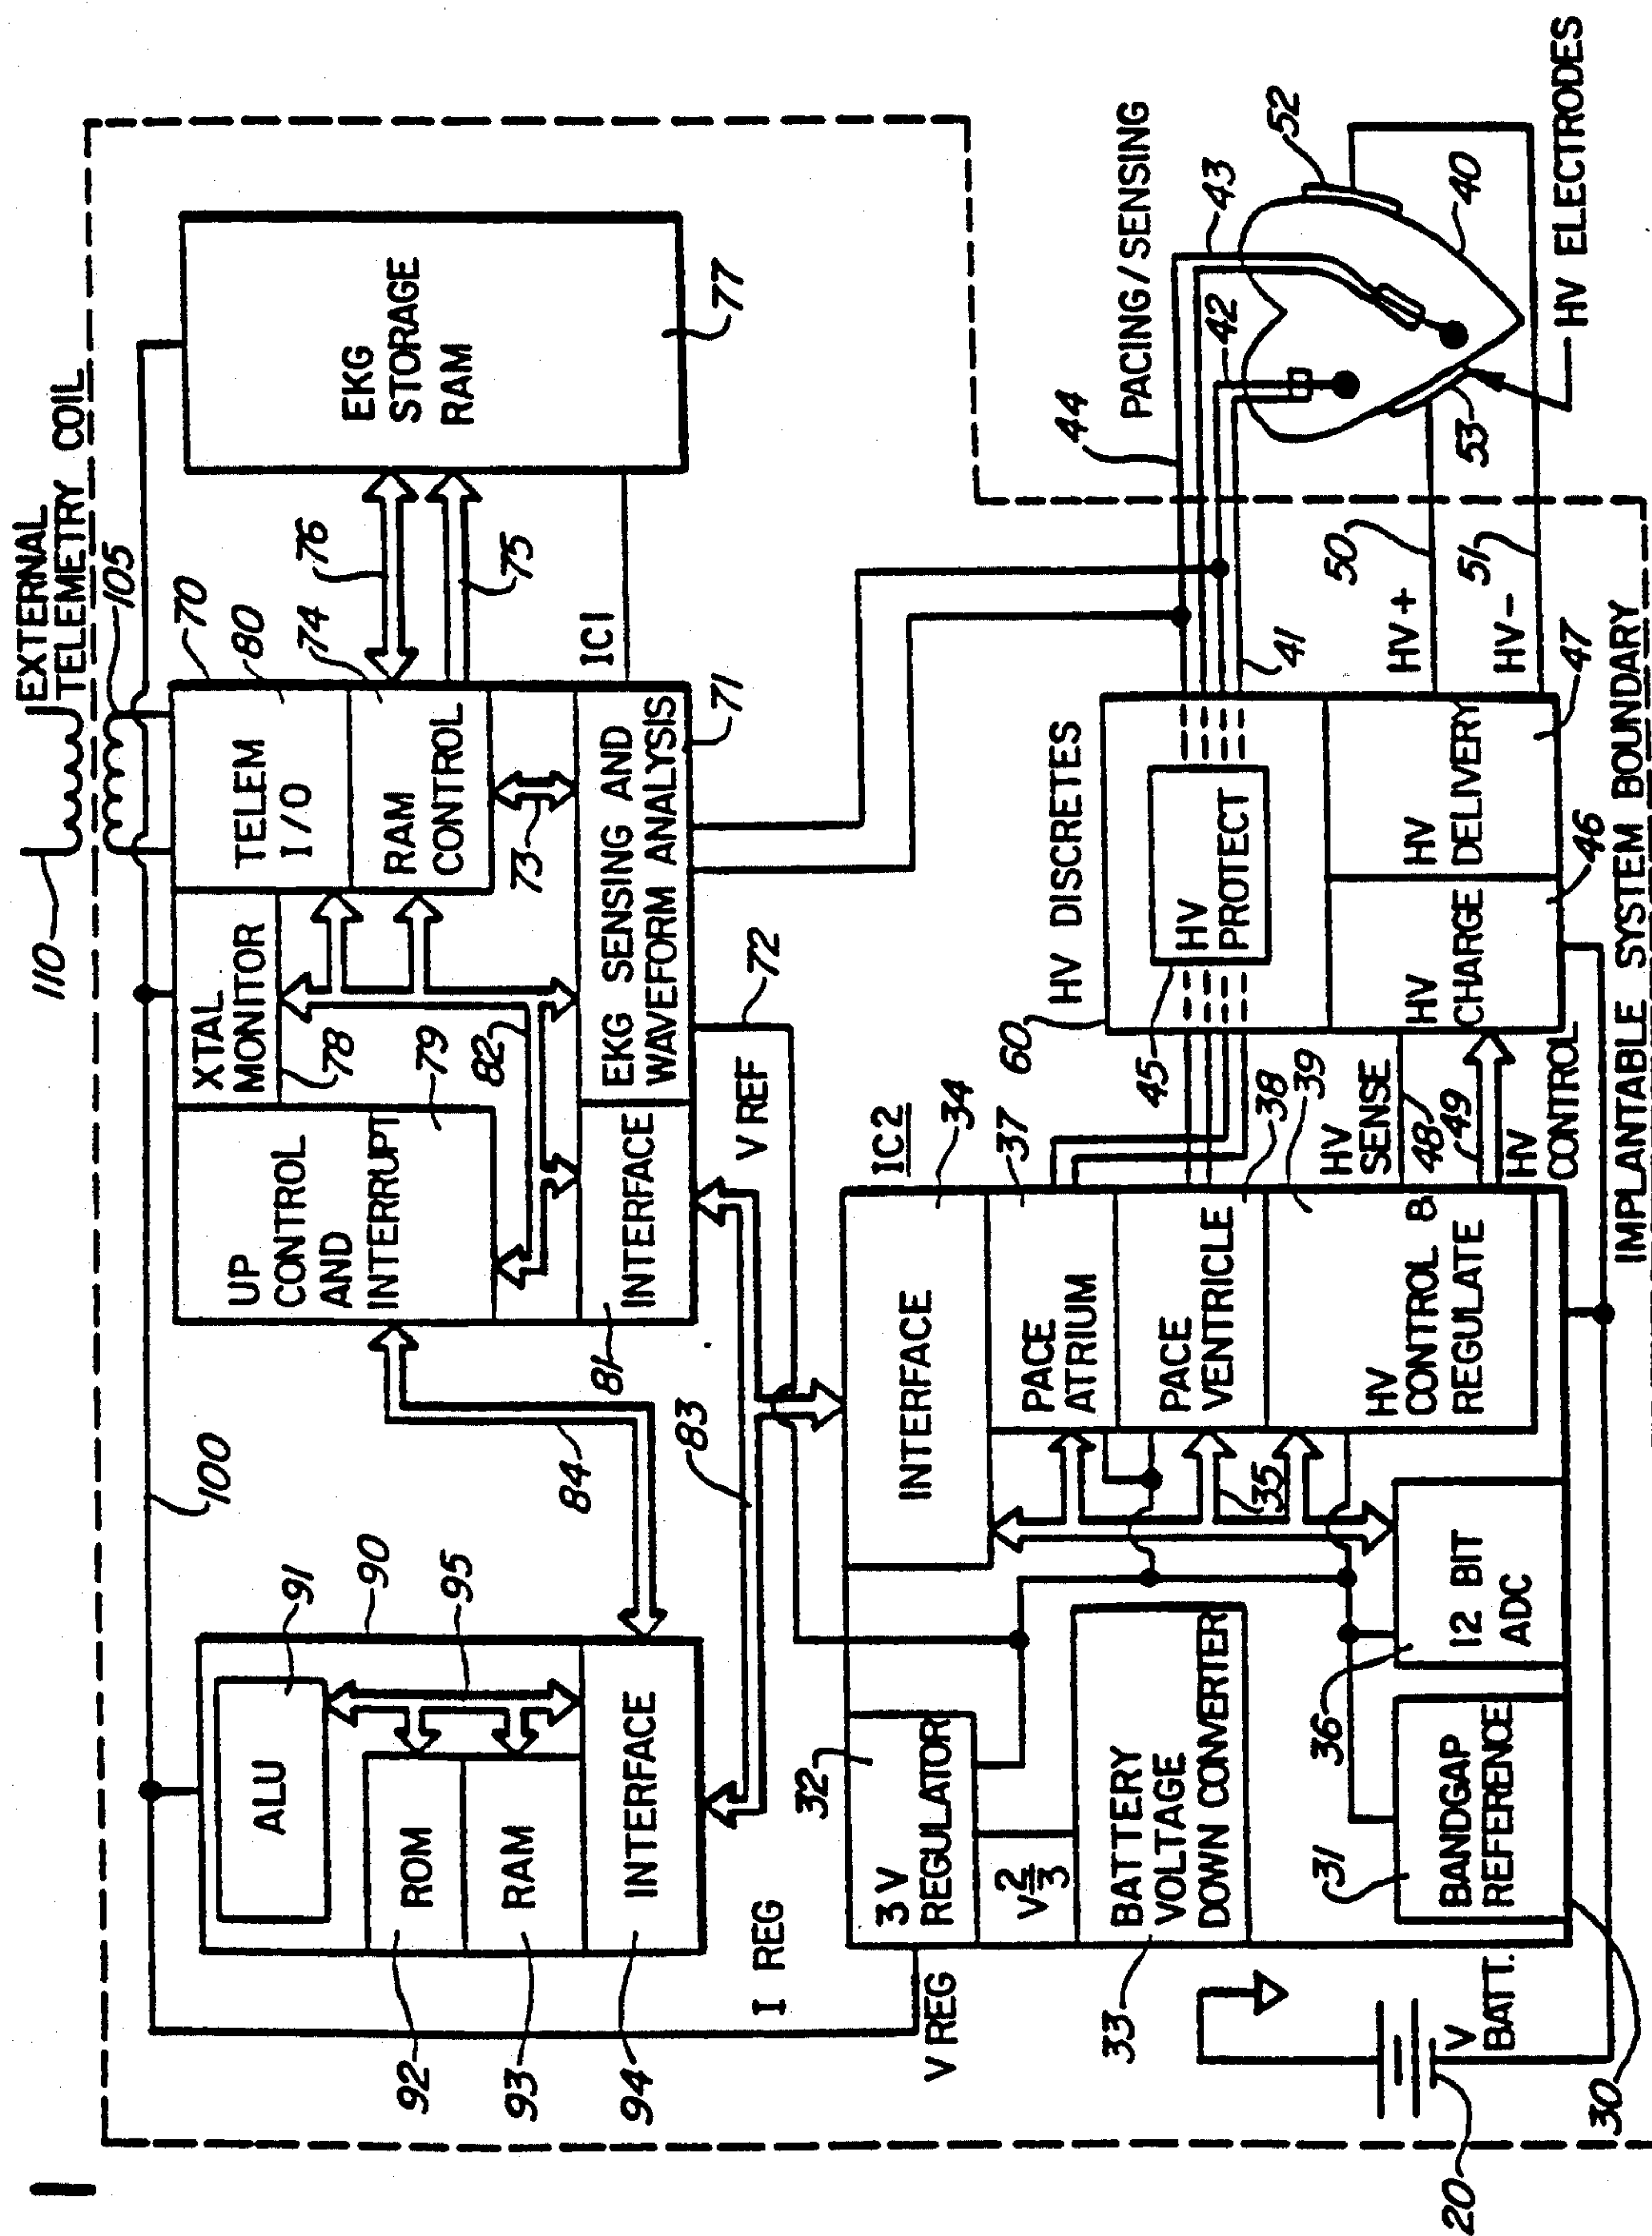 EXTERNAL
TELEMETRY COIL
110
105
100
91
90
95
ALU
ROM
RAM
INTERFACE
92
93
94
84
UP
CONTROL
AND
INTERRUPT
79
XTAL
MONITOR
78
82
TELEM
I/O
80
70
RAM
CONTROL
74
73
76
75
EKG
STORAGE
RAM
77
IC1
INTERFACE
81
EKG SENSING AND
WAVEFORM ANALYSIS
71
83
V REF
72
I REG
V REG
32
3 V
REGULATOR
V 2/3
BATTERY
VOLTAGE
DOWN CONVERTER
33
BANDGAP
REFERENCE
31
12 BIT
ADC
36
35
INTERFACE
IC2
34
PACE
ATRIUM
37
PACE
VENTRICLE
38
HV
CONTROL &
REGULATE
39
HV
SENSE
48
49
HV
CONTROL
60
HV DISCRETES
45
HV
PROTECT
HV
CHARGE
46
HV
DELIVERY
47
41
44
PACING/SENSING
42
43
52
40
53
HV+
50
HV-
51
HV ELECTRODES
V
BATT.
20
30
IMPLANTABLE SYSTEM BOUNDARY